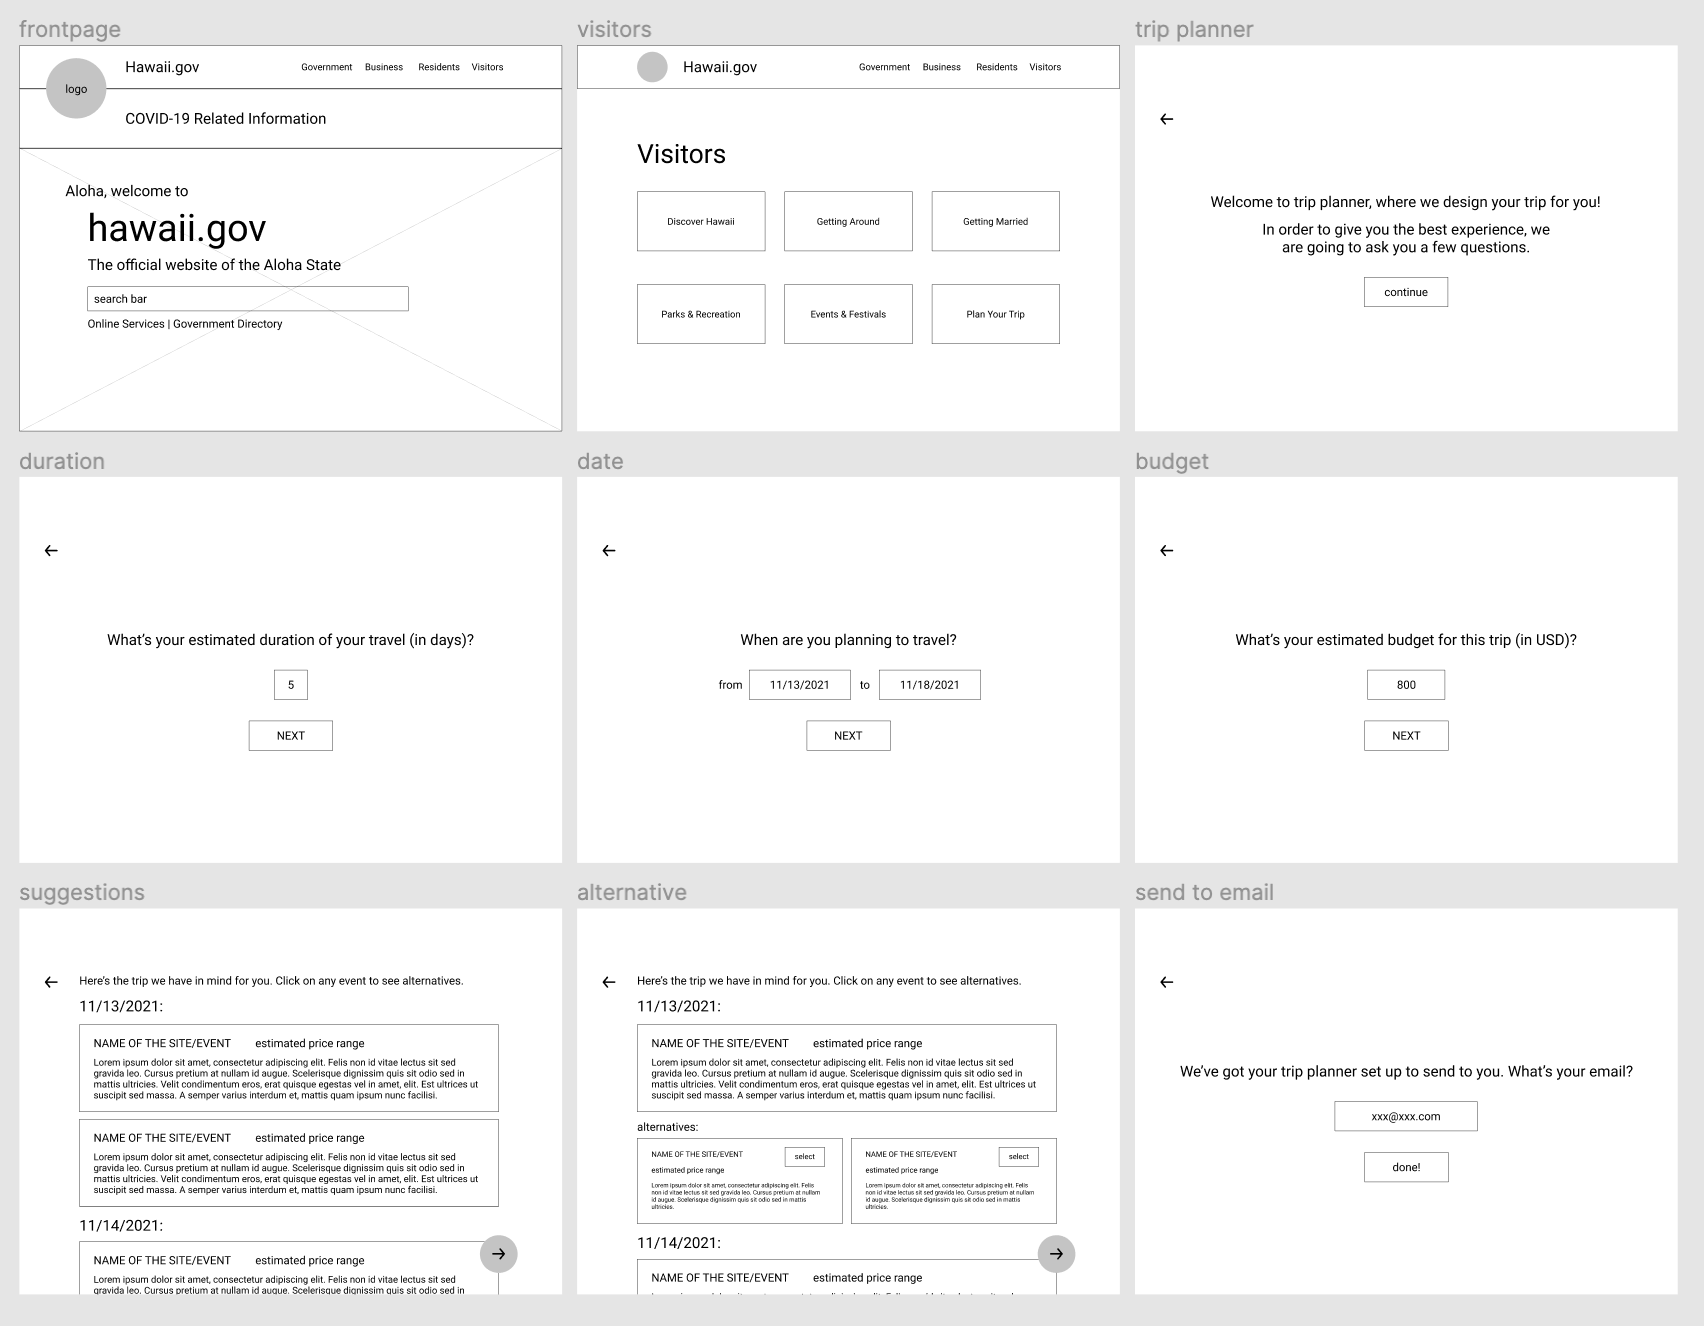 frontpage
Hawaii.gov
Government Business Residents Visitors
logo
COVID-19 Related Information
Aloha, welcome to
hawaii.gov
The official website of the Aloha State
search bar
Online Services | Government Directory
visitors
Hawaii.gov
Government Business Residents Visitors
Visitors
Discover Hawaii
Getting Around
Getting Married
Parks & Recreation
Events & Festivals
Plan Your Trip
trip planner
Welcome to trip planner, where we design your trip for you!
In order to give you the best experience, we
are going to ask you a few questions.
continue
duration
What's your estimated duration of your travel (in days)?
5
NEXT
date
When are you planning to travel?
from 11/13/2021 to 11/18/2021
NEXT
budget
What's your estimated budget for this trip (in USD)?
800
NEXT
suggestions
Here's the trip we have in mind for you. Click on any event to see alternatives.
11/13/2021:
NAME OF THE SITE/EVENT estimated price range
Lorem ipsum dolor sit amet, consectetur adipiscing elit. Felis non id vitae lectus sit sed
gravida leo. Cursus pretium at nullam id augue. Scelerisque dignissim quis sit odio sed in
mattis ultricies. Velit condimentum eros, erat quisque egestas vel in amet, elit. Est ultrices ut
suscipit sed massa. A semper varius interdum et, mattis quam ipsum nunc facilisi.
NAME OF THE SITE/EVENT estimated price range
Lorem ipsum dolor sit amet, consectetur adipiscing elit. Felis non id vitae lectus sit sed
gravida leo. Cursus pretium at nullam id augue. Scelerisque dignissim quis sit odio sed in
mattis ultricies. Velit condimentum eros, erat quisque egestas vel in amet, elit. Est ultrices ut
suscipit sed massa. A semper varius interdum et, mattis quam ipsum nunc facilisi.
11/14/2021:
NAME OF THE SITE/EVENT estimated price range
Lorem ipsum dolor sit amet, consectetur adipiscing elit. Felis non id vitae lectus sit sed
gravida leo. Cursus pretium at nullam id augue. Scelerisque dignissim quis sit odio sed in
alternative
Here's the trip we have in mind for you. Click on any event to see alternatives.
11/13/2021:
NAME OF THE SITE/EVENT estimated price range
Lorem ipsum dolor sit amet, consectetur adipiscing elit. Felis non id vitae lectus sit sed
gravida leo. Cursus pretium at nullam id augue. Scelerisque dignissim quis sit odio sed in
mattis ultricies. Velit condimentum eros, erat quisque egestas vel in amet, elit. Est ultrices ut
suscipit sed massa. A semper varius interdum et, mattis quam ipsum nunc facilisi.
alternatives:
NAME OF THE SITE/EVENT select
estimated price range
Lorem ipsum dolor sit amet, consectetur adipiscing elit. Felis
non id vitae lectus sit sed gravida leo. Cursus pretium at nullam
id augue. Scelerisque dignissim quis sit odio sed in mattis
ultricies.
NAME OF THE SITE/EVENT select
estimated price range
Lorem ipsum dolor sit amet, consectetur adipiscing elit. Felis
non id vitae lectus sit sed gravida leo. Cursus pretium at nullam
id augue. Scelerisque dignissim quis sit odio sed in mattis
ultricies.
11/14/2021:
NAME OF THE SITE/EVENT estimated price range
send to email
We've got your trip planner set up to send to you. What's your email?
xxx@xxx.com
done!